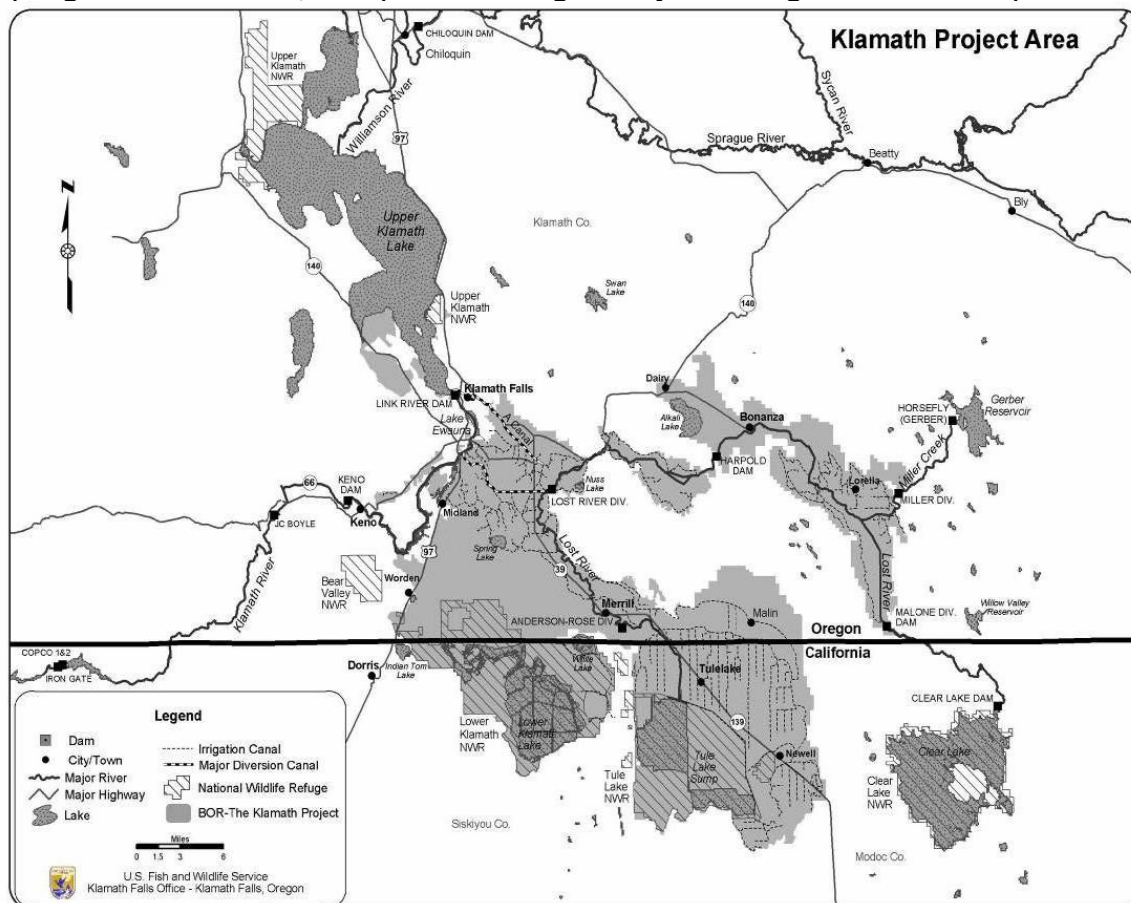 Klamath Project Area
CHILOQUIN DAM
Chiloquin
Upper
Klamath
NWR
Williamson River
97
Sycan River
Sprague River
Beatty
Bly
N
Klamath Co.
Upper
Klamath
Lake
140
Swan
Lake
140
Upper
Klamath
NWR
Dairy
LINK RIVER DAM
Klamath Falls
Lake
Ewauna
A Canal
Alkali
Lake
Bonanza
HORSEFLY
(GERBER)
Gerber
Reservoir
HARPOLD
DAM
Miller Creek
Lorella
MILLER DIV.
Nuss
Lake
LOST RIVER DIV.
66
KENO
DAM
Keno
JC BOYLE
Midland
97
Spring
Lake
Lost River
39
Klamath River
Bear
Valley
NWR
Worden
Merrill
ANDERSON-ROSE DIV.
Malin
Lost River
MALONE DIV.
DAM
Willow Valley
Reservoir
Oregon
California
COPCO 1&2
IRON GATE
Dorris
Indian Tom
Lake
White
Lake
Tulelake
CLEAR LAKE DAM
Lower
Klamath
NWR
Lower
Klamath
Lake
139
Tule
Lake
Sump
Newell
Tule
Lake
NWR
Clear Lake
Clear
Lake
NWR
Siskiyou Co.
Modoc Co.
Legend
Dam
City/Town
Major River
Major Highway
Lake
Irrigation Canal
Major Diversion Canal
National Wildlife Refuge
BOR-The Klamath Project
Miles
0 1.5 3 6
U.S. Fish and Wildlife Service
Klamath Falls Office - Klamath Falls, Oregon